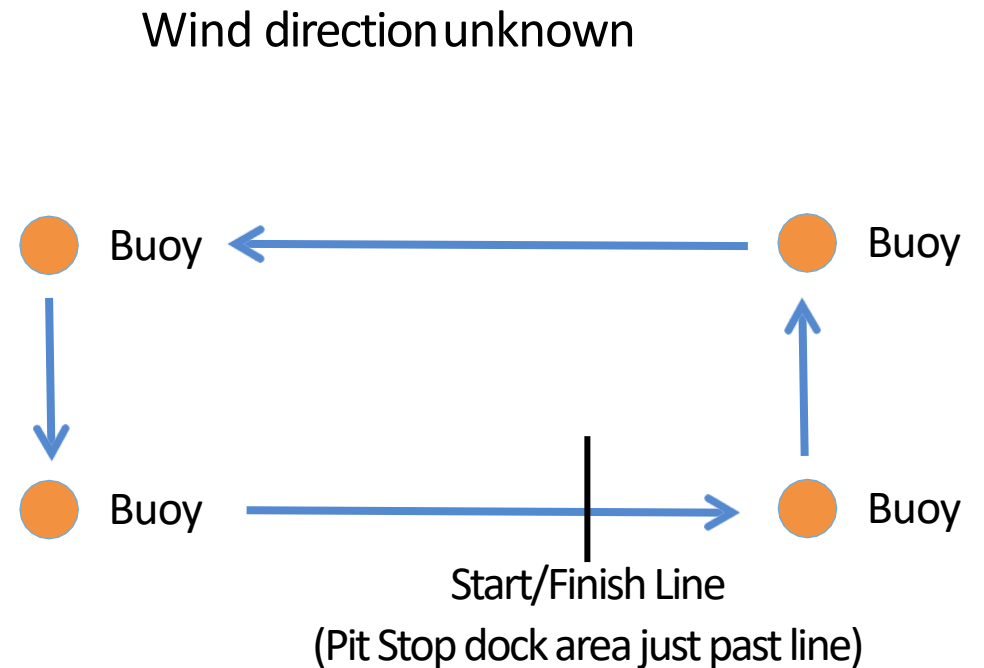 Wind direction unknown
Buoy
Buoy
Buoy
Buoy
Start/Finish Line
(Pit Stop dock area just past line)